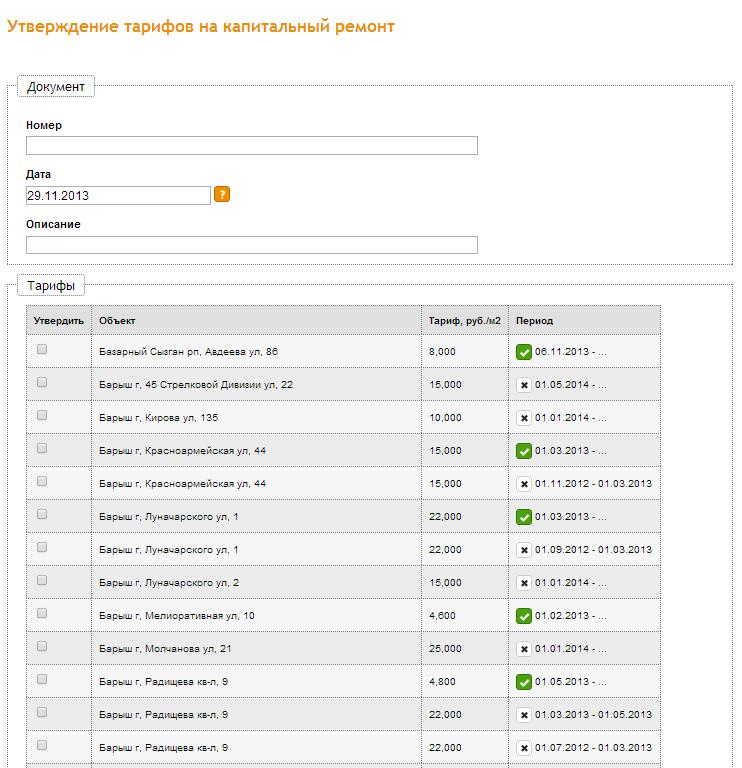 Утверждение тарифов на капитальный ремонт
Документ
Номер
Дата
29.11.2013 ?
Описание
Тарифы
Утвердить Объект Тариф, руб./м2 Период
Базарный Сызган рп, Авдеева ул, 86 8,000 06.11.2013 - ...
Барыш г, 45 Стрелковой Дивизии ул, 22 15,000 01.05.2014 - ...
Барыш г, Кирова ул, 135 10,000 01.01.2014 - ...
Барыш г, Красноармейская ул, 44 15,000 01.03.2013 - ...
Барыш г, Красноармейская ул, 44 15,000 01.11.2012 - 01.03.2013
Барыш г, Луначарского ул, 1 22,000 01.03.2013 - ...
Барыш г, Луначарского ул, 1 22,000 01.09.2012 - 01.03.2013
Барыш г, Луначарского ул, 2 15,000 01.01.2014 - ...
Барыш г, Мелиоративная ул, 10 4,600 01.02.2013 - ...
Барыш г, Молчанова ул, 21 25,000 01.01.2014 - ...
Барыш г, Радищева кв-л, 9 4,800 01.05.2013 - ...
Барыш г, Радищева кв-л, 9 22,000 01.03.2013 - 01.05.2013
Барыш г, Радищева кв-л, 9 22,000 01.07.2012 - 01.03.2013